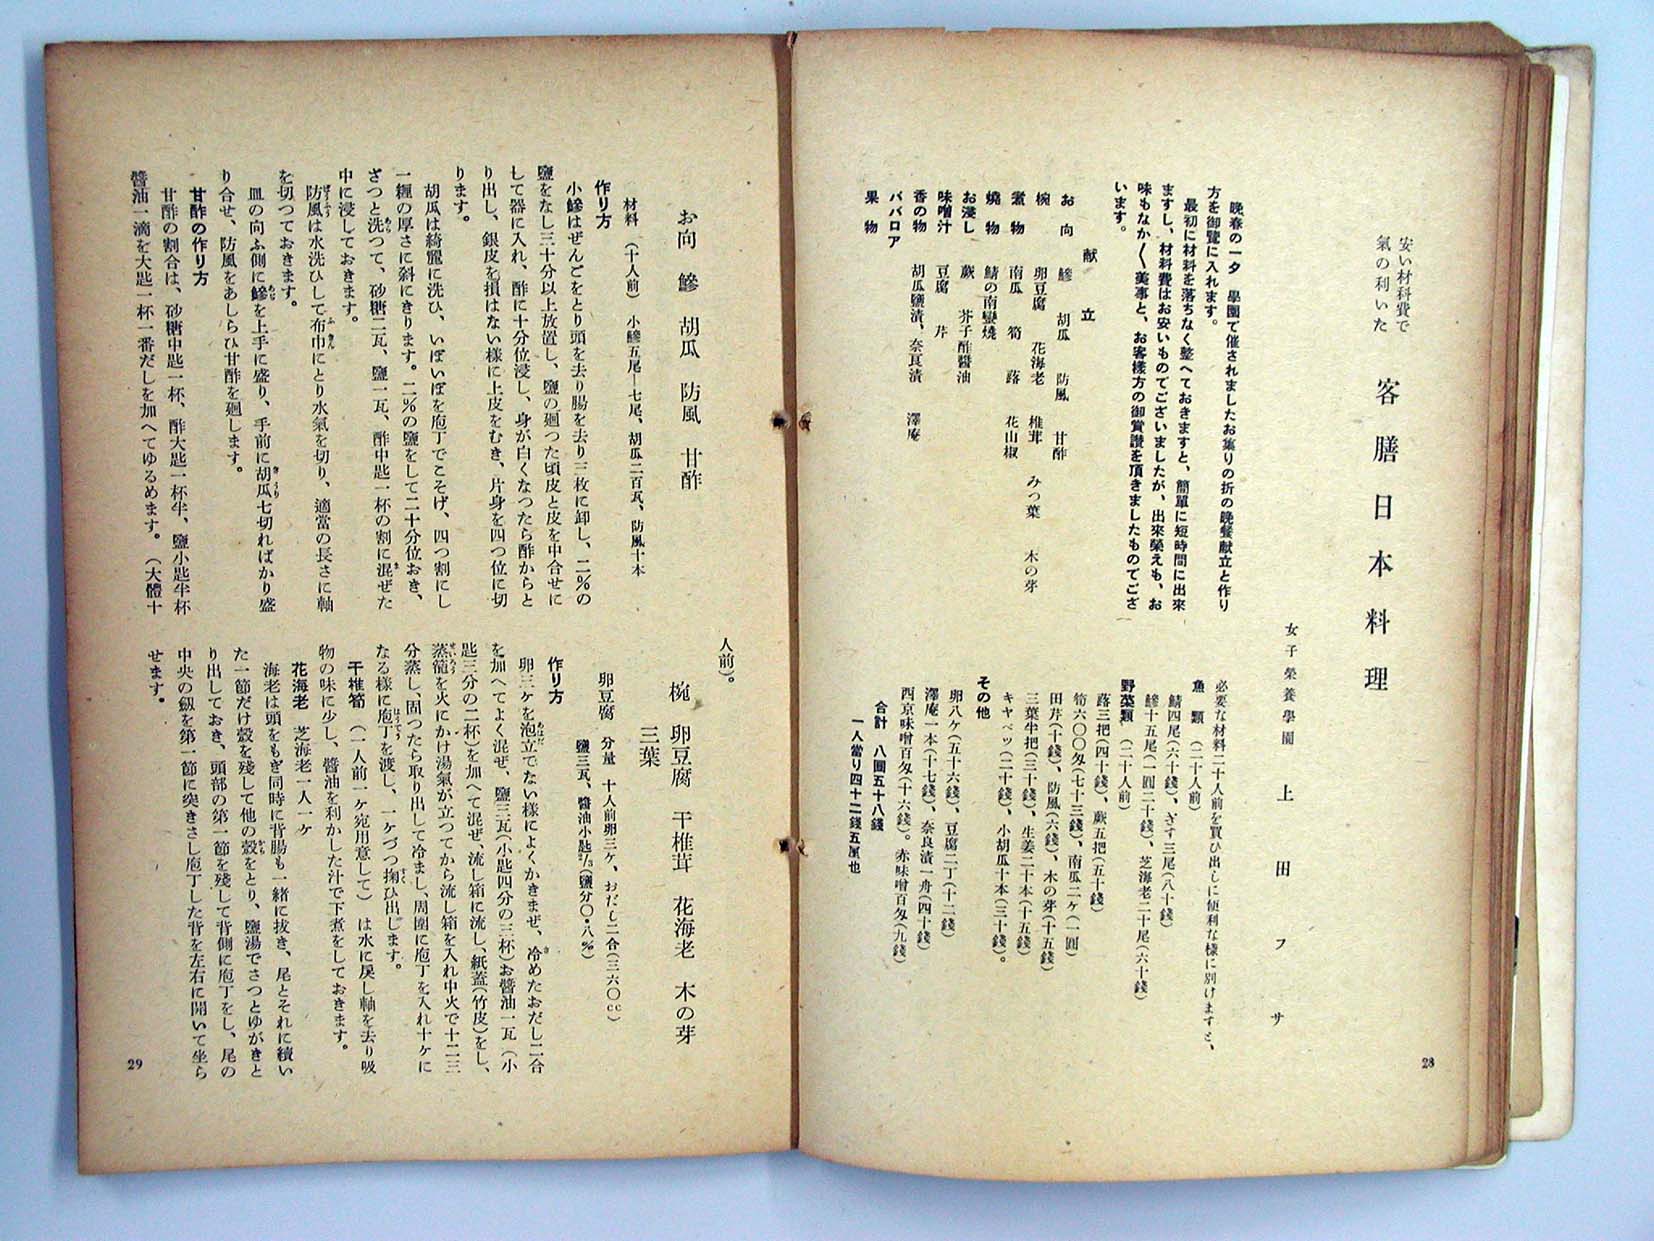 安い材料費で
氣の利いた
客膳日本料理
女子榮養學園 上田フサ
晩春の一夕 學園で催されましたお集りの折の晩餐献立と作り
方を御覽に入れます。
最初に材料を落ちなく整へておきますと、簡單に短時間に出來
ますし、材料費はお安いものでございましたが、出來榮えも、お
味もなか〱美事と、お客樣方の御賞讃を頂きましたものでござ
います。
献立
お向 鰺 胡瓜 防風 甘酢
椀 卵豆腐 花海老 椎茸 みつ葉 木の芽
煮物 南瓜 筍 蕗 花山椒
燒物 鯖の南蠻燒
お浸し 蕨 芥子酢醬油
味噌汁 豆腐 芹
香の物 胡瓜鹽漬、奈良漬 澤庵
ババロア
果物
必要な材料二十人前を買ひ出しに便利な樣に別けますと、
魚類 (二十人前)
鯖四尾(六十錢)、ぎす三尾(八十錢)
鰺十五尾(一圓二十錢)、芝海老二十尾(六十錢)
野菜類 (二十人前)
蕗三把(四十錢)、蕨五把(五十錢)
筍六〇〇匁(七十三錢)、南瓜二ヶ(一圓)
田芹(十錢)、防風(六錢)、木の芽(十五錢)
三葉半把(三十錢)、生姜二十本(十五錢)
キャベツ(二十錢)、小胡瓜十本(三十錢)。
その他
卵八ケ(五十六錢)、豆腐二丁(十二錢)
澤庵一本(十七錢)、奈良漬一舟(四十錢)
西京味噌百匁(十六錢)。赤味噌百匁(九錢)
合計 八圓五十八錢
一人當り四十二錢五厘也
28
お向 鰺 胡瓜 防風 甘酢
材料 (十人前) 小鰺五尾―七尾、胡瓜二百瓦、防風十本
作り方
小鰺はぜんごをとり頭を去り腸を去り三枚に卸し、二%の
鹽をなし三十分以上放置し、鹽の廻つた頃皮と皮を中合せに
して器に入れ、酢に十分位浸し、身が白くなつたら酢からと
り出し、銀皮を損はない樣に上皮をむき、片身を四つ位に切
ります。
胡瓜は綺麗に洗ひ、いぼいぼを庖丁でこそげ、四つ割にし
一糎の厚さに斜にきります。二%の鹽をして二十分位おき、
ざつと洗つて、砂糖二瓦、鹽一瓦、酢中匙一杯の割に混ぜた
中に浸しておきます。
防風は水洗ひして布巾にとり水氣を切り、適當の長さに軸
を切つておきます。
皿の向ふ側に鰺を上手に盛り、手前に胡瓜七切ればかり盛
り合せ、防風をあしらひ甘酢を廻します。
甘酢の作り方
甘酢の割合は、砂糖中匙一杯、酢大匙一杯半、鹽小匙半杯
醬油一滴を大匙一杯一番だしを加へてゆるめます。(大體十
人前)。
椀 卵豆腐 干椎茸 花海老 木の芽
三葉
卵豆腐 分量 十人前卵三ケ、おだし二合(三六〇cc)
鹽三瓦、醬油小匙⅔(鹽分〇・八%)
作り方
卵三ヶを泡立でない樣によくかきまぜ、冷めたおだし二合
を加へてよく混ぜ、鹽三瓦(小匙四分の三杯)お醬油一瓦(小
匙三分の二杯)を加へて混ぜ、流し箱に流し、紙蓋(竹皮)をし、
蒸籠を火にかけ湯氣が立つてから流し箱を入れ中火で十二三
分蒸し、固つたら取り出して冷まし、周圍に庖丁を入れ十ケに
なる樣に庖丁を渡し、一ケづつ掬ひ出します。
干椎筍 (一人前一ケ宛用意して) は水に戾し軸を去り吸
物の味に少し、醬油を利かした汁で下煮をしておきます。
花海老 芝海老一人一ケ
海老は頭をもぎ同時に背腸も一緒に拔き、尾とそれに續い
た一節だけ殼を殘して他の殼をとり、鹽湯でさつとゆがきと
り出しておき、頭部の第一節を殘して背側に庖丁をし、尾の
中央の劔を第一節に突きさし庖丁した背を左右に開いて坐ら
せます。
29